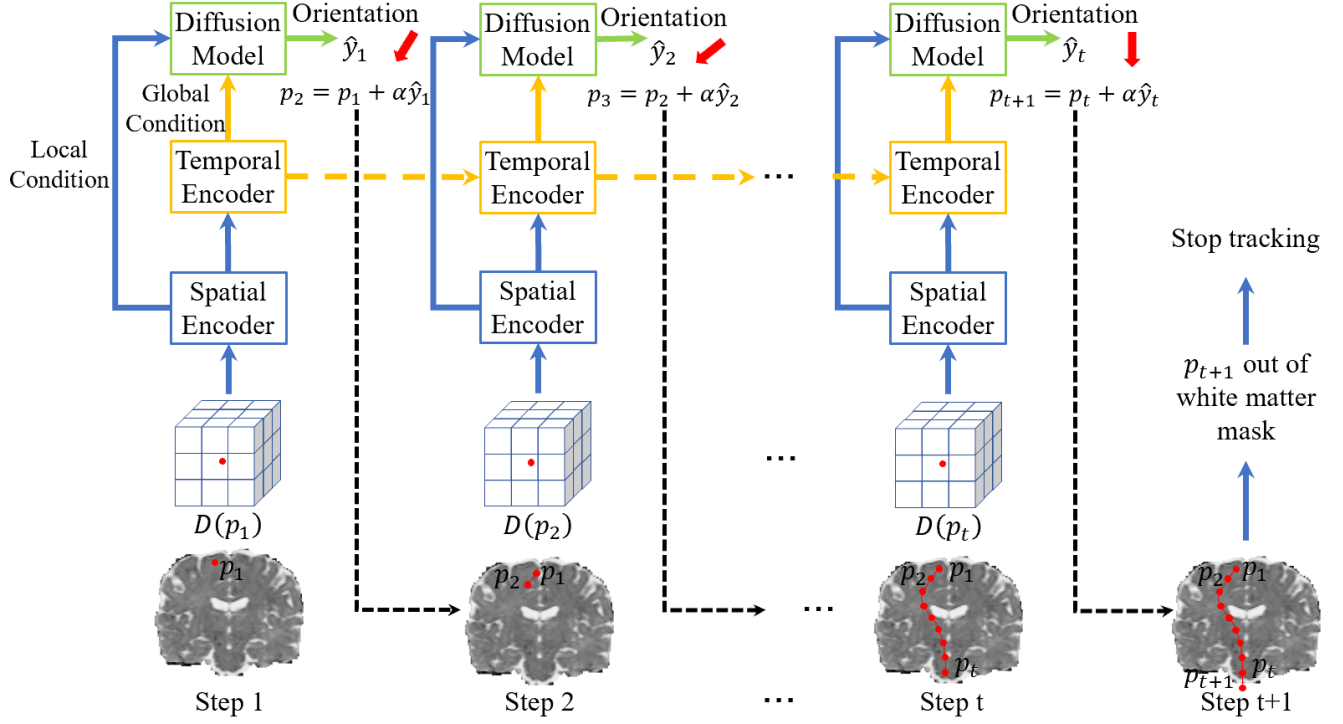 Diffusion
Model
Orientation
ŷ₁
p₂ = p₁ + αŷ₁
Global
Condition
Local
Condition
Temporal
Encoder
Spatial
Encoder
D(p₁)
p₁
Step 1
Diffusion
Model
Orientation
ŷ₂
p₃ = p₂ + αŷ₂
Temporal
Encoder
Spatial
Encoder
D(p₂)
p₂ p₁
Step 2
...
...
...
...
Diffusion
Model
Orientation
ŷₜ
pₜ₊₁ = pₜ + αŷₜ
Temporal
Encoder
Spatial
Encoder
D(pₜ)
p₂ p₁
pₜ
Step t
Stop tracking
pₜ₊₁ out of
white matter
mask
p₂ p₁
pₜ
pₜ₊₁
Step t+1